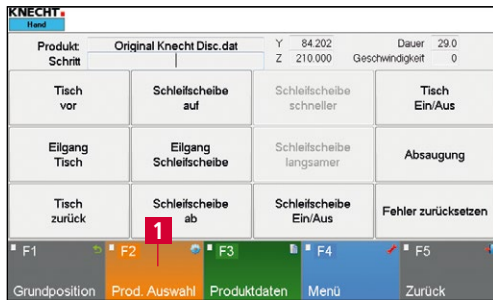 KNECHT
Hand
Produkt: Original Knecht Disc.dat Y 84.202 Dauer 29.0
Schritt Z 210.000 Geschwindigkeit 0
Tisch vor
Schleifscheibe auf
Schleifscheibe schneller
Tisch Ein/Aus
Eilgang Tisch
Eilgang Schleifscheibe
Schleifscheibe langsamer
Absaugung
Tisch zurück
Schleifscheibe ab
Schleifscheibe Ein/Aus
Fehler zurücksetzen
1
F1 F2 F3 F4 F5
Grundposition Prod. Auswahl Produktdaten Menü Zurück